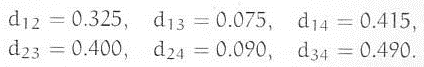 d12 = 0.325, d13 = 0.075, d14 = 0.415,
d23 = 0.400, d24 = 0.090, d34 = 0.490.